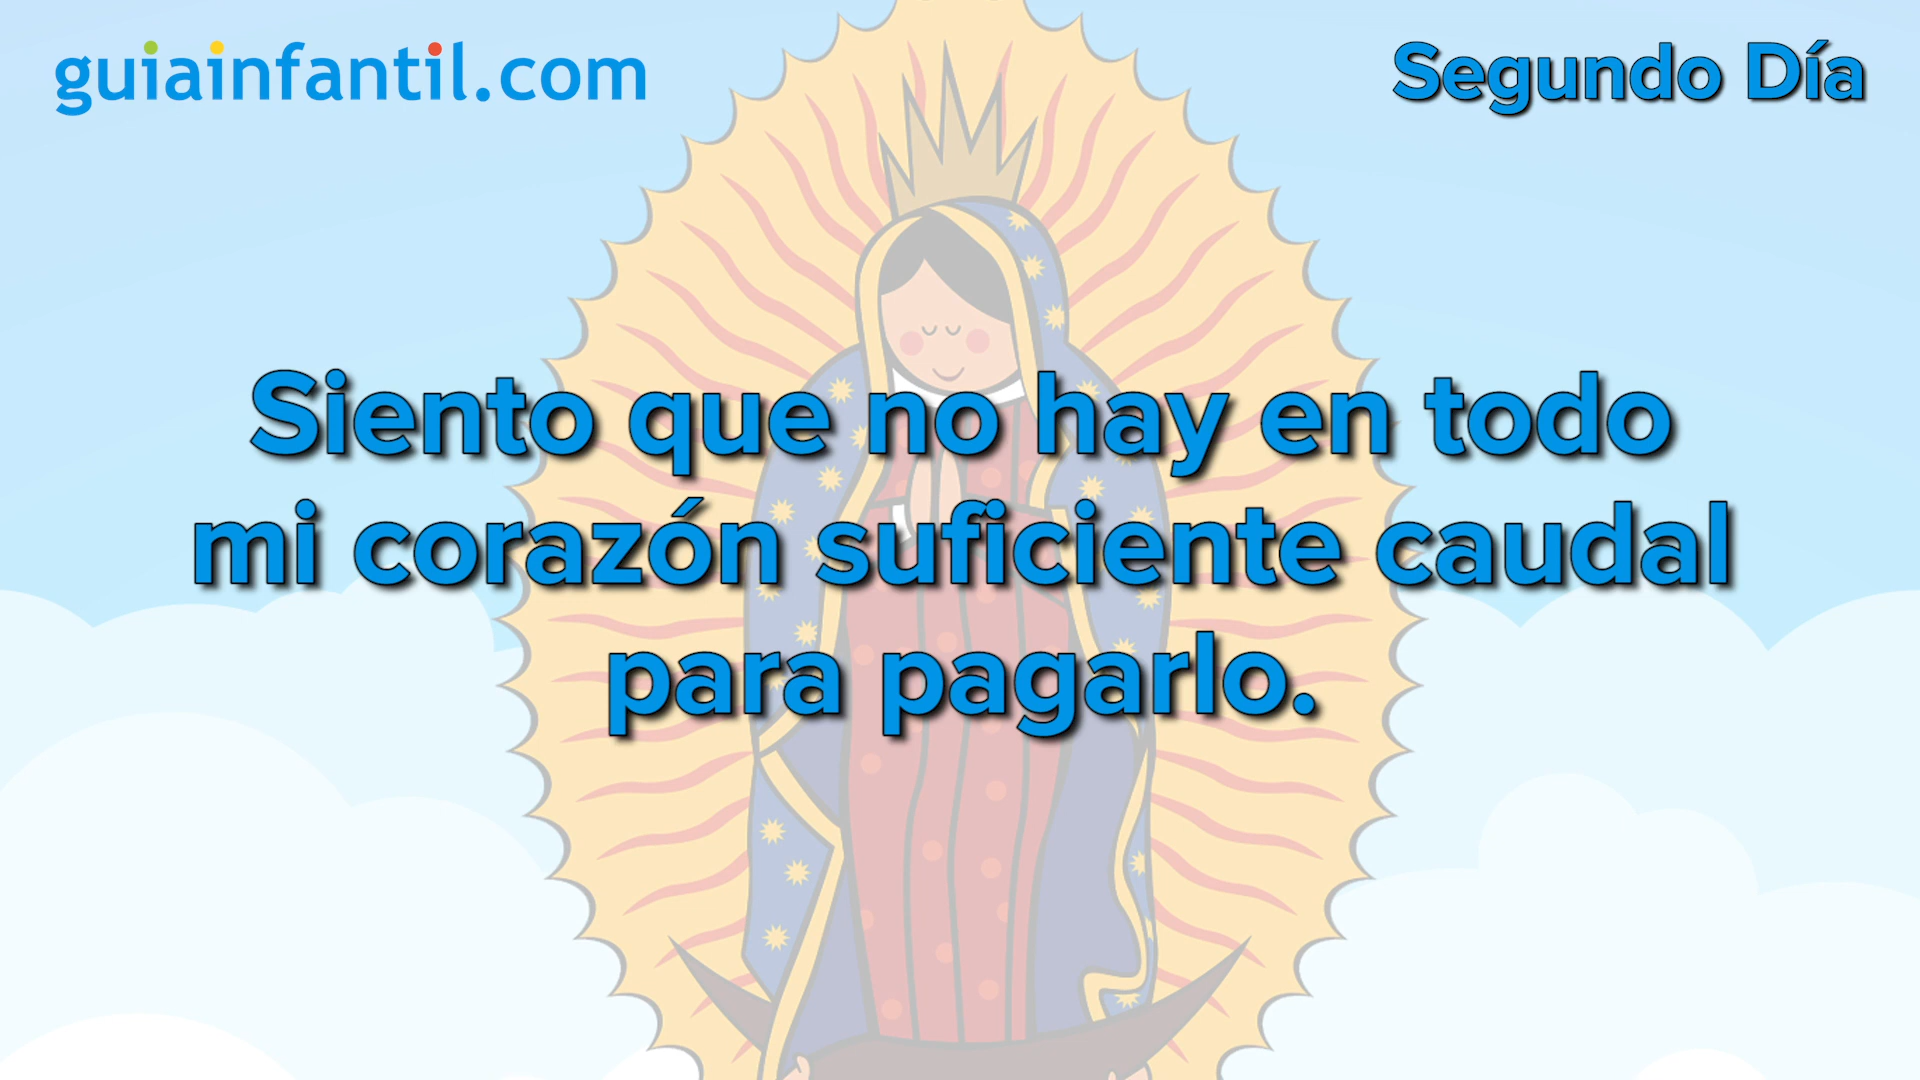 guiainfantil.com
Segundo Día
Siento que no hay en todo
mi corazón suficiente caudal
para pagarlo.